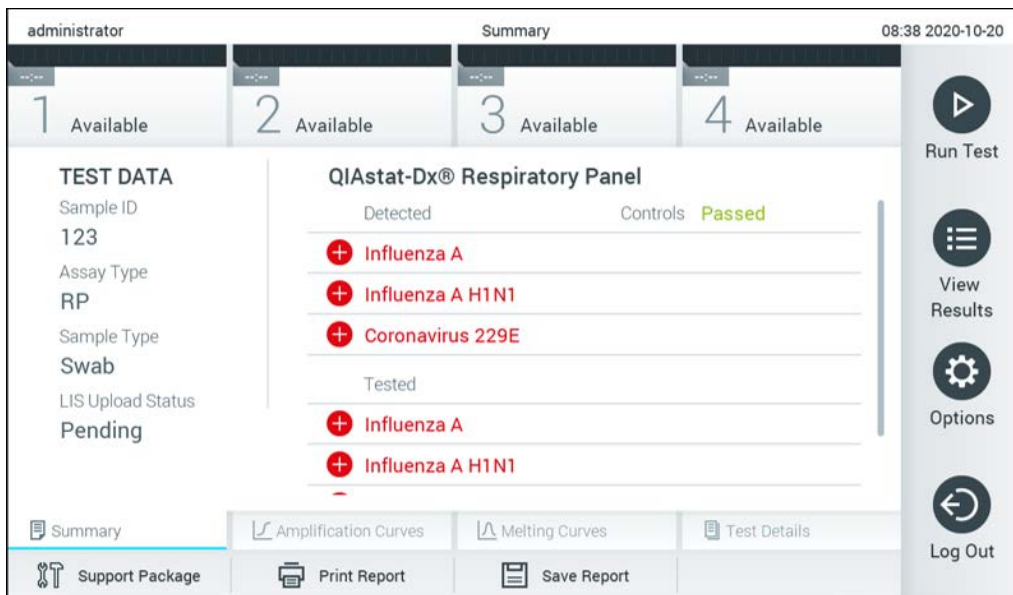 administrator Summary 08:38 2020-10-20
--:-- --:-- --:-- --:--
1 Available 2 Available 3 Available 4 Available
Run Test
TEST DATA
Sample ID
123
Assay Type
RP
Sample Type
Swab
LIS Upload Status
Pending
QIAstat-Dx® Respiratory Panel
Detected Controls Passed
Influenza A
Influenza A H1N1
Coronavirus 229E
Tested
Influenza A
Influenza A H1N1
View
Results
Options
Log Out
Summary Amplification Curves Melting Curves Test Details
Support Package Print Report Save Report